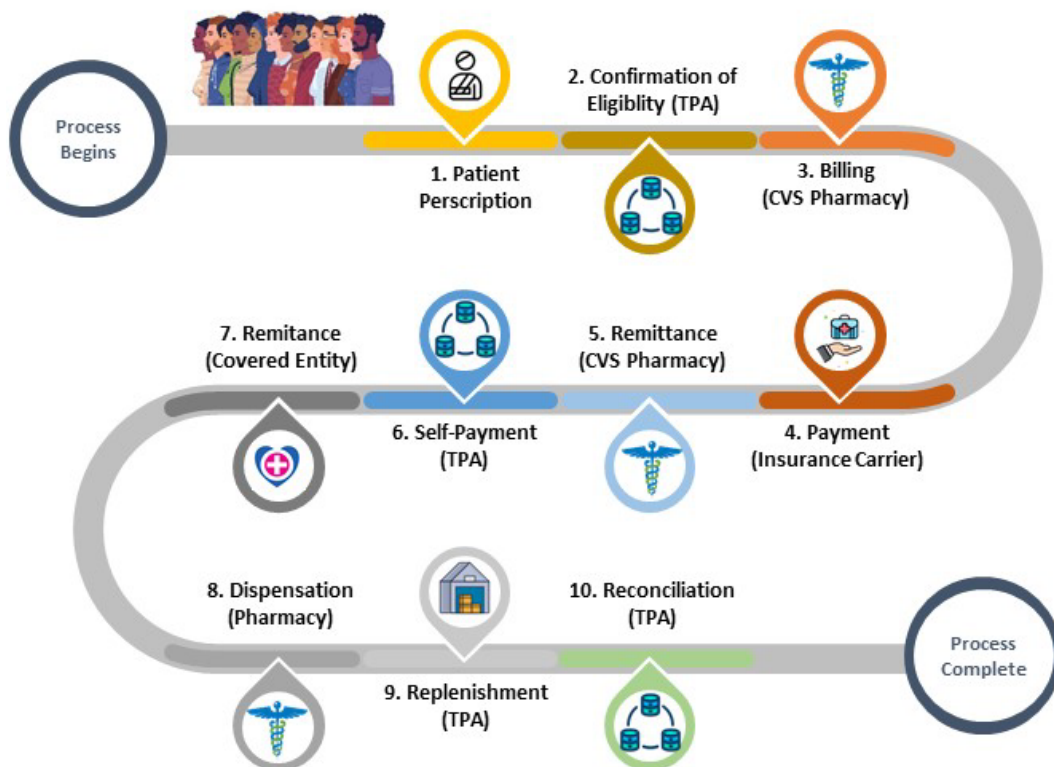 Process
Begins
1. Patient
Perscription
2. Confirmation of
Eligiblity (TPA)
3. Billing
(CVS Pharmacy)
4. Payment
(Insurance Carrier)
5. Remittance
(CVS Pharmacy)
6. Self-Payment
(TPA)
7. Remitance
(Covered Entity)
8. Dispensation
(Pharmacy)
9. Replenishment
(TPA)
10. Reconciliation
(TPA)
Process
Complete